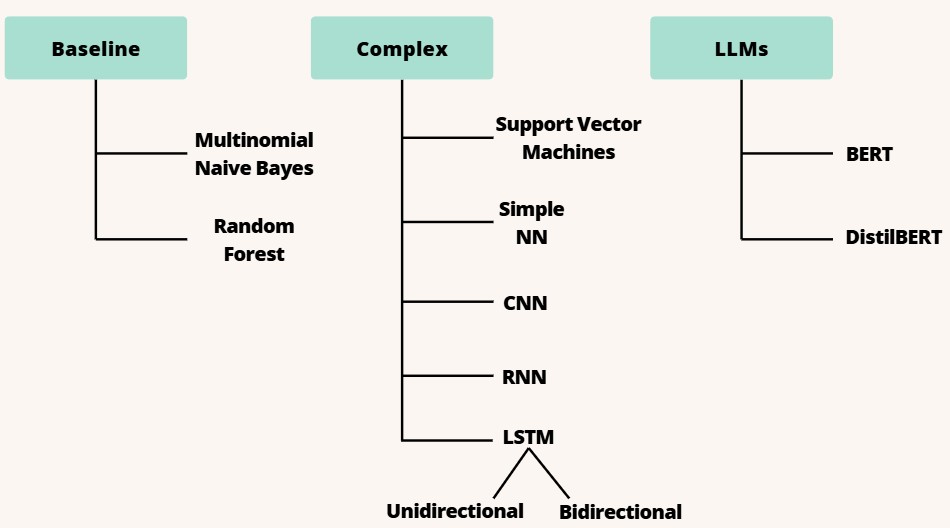 Baseline
Multinomial
Naive Bayes
Random
Forest
Complex
Support Vector
Machines
Simple
NN
CNN
RNN
LSTM
Unidirectional
Bidirectional
LLMs
BERT
DistilBERT